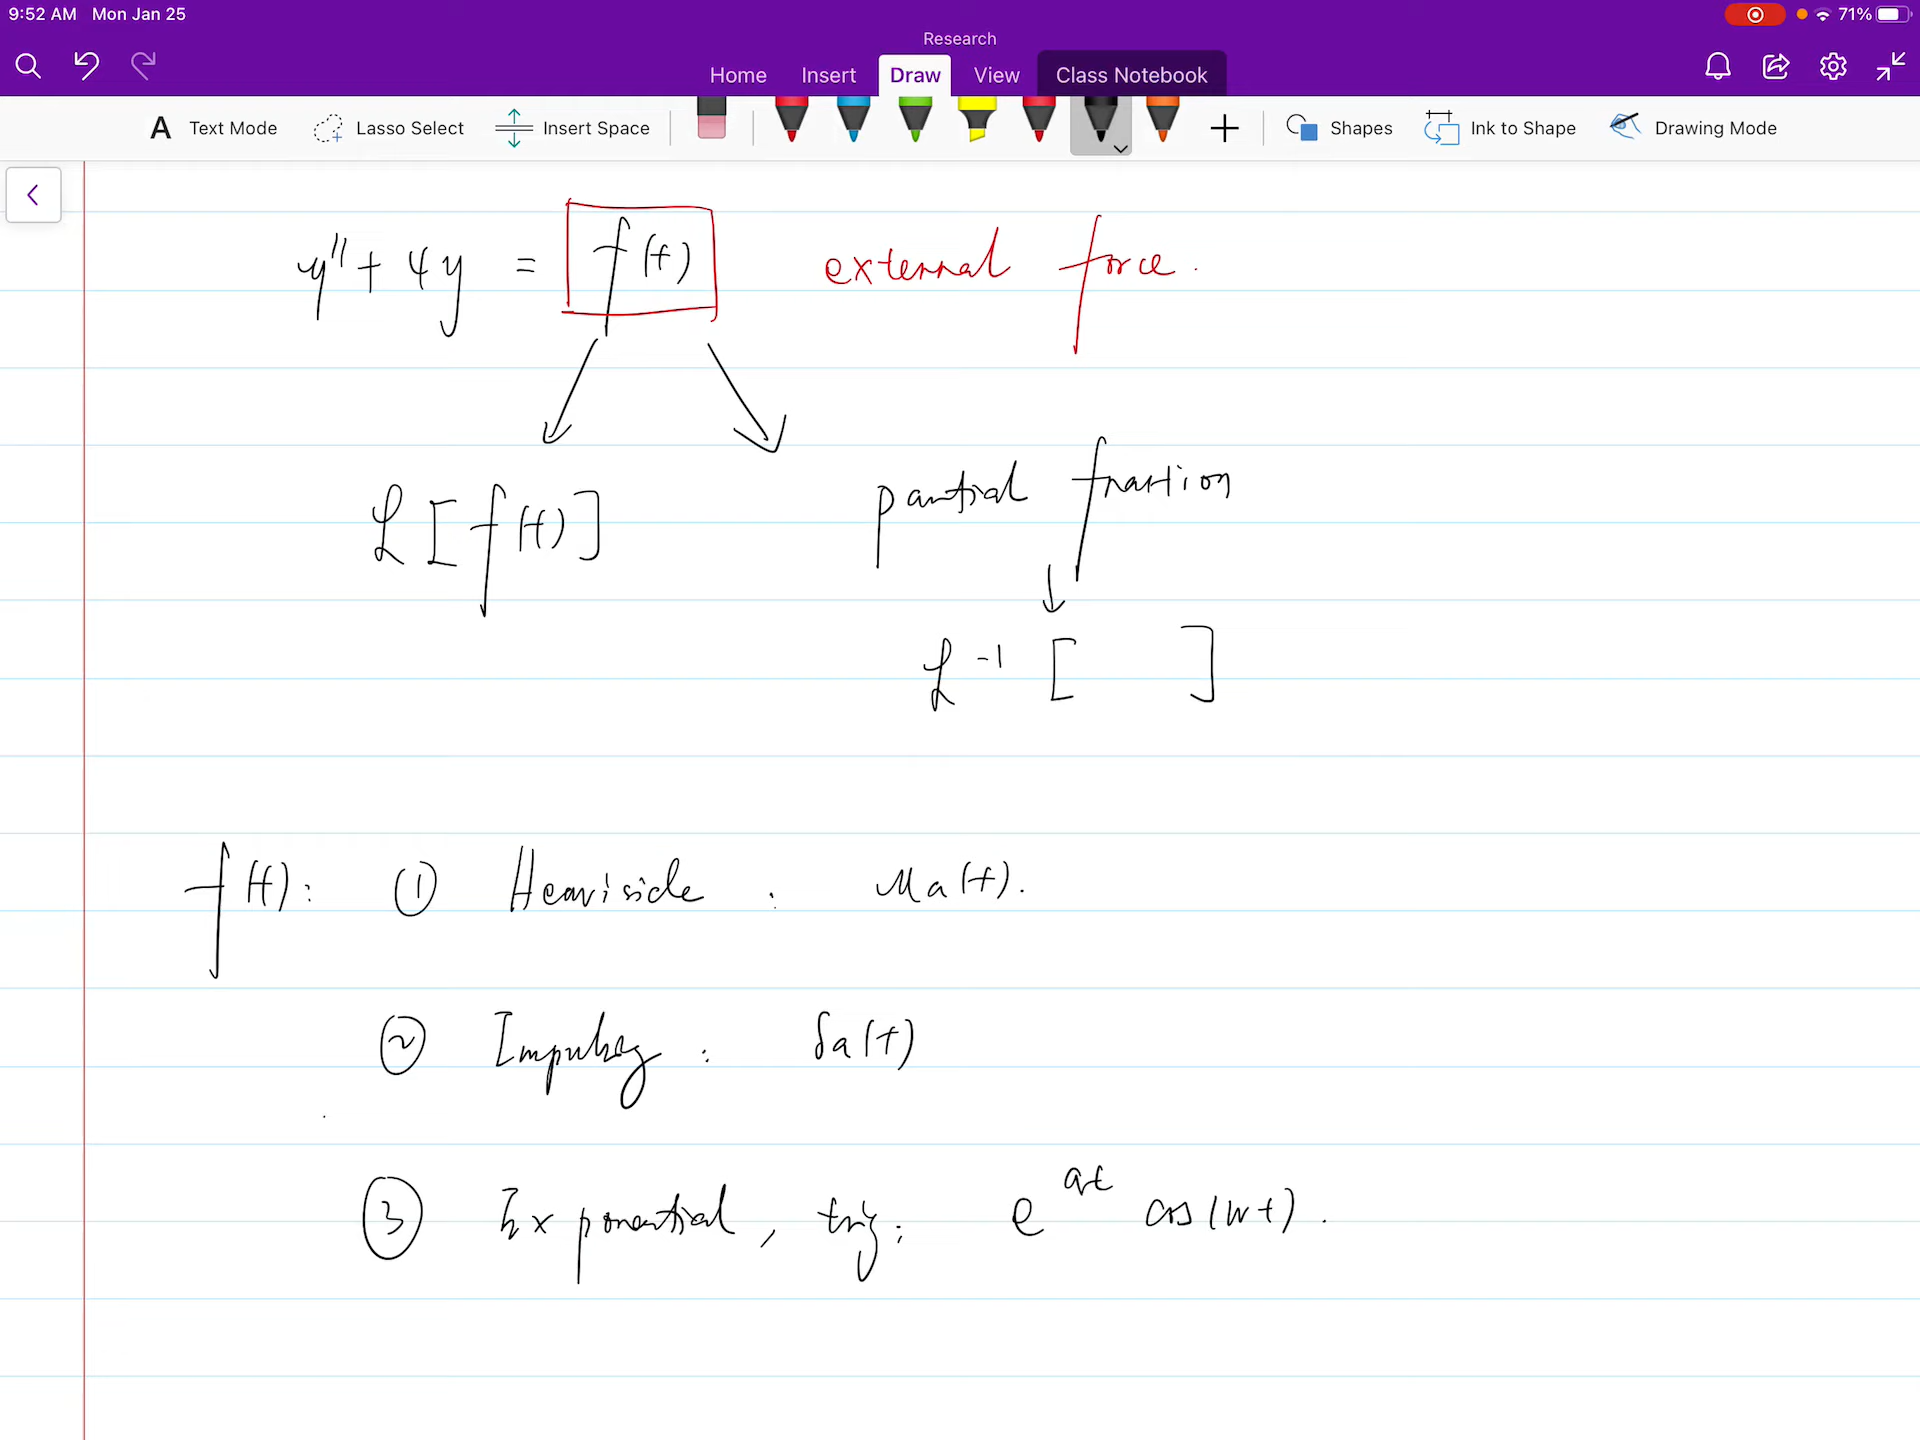 9:52 AM Mon Jan 25 71%
Research
Home Insert Draw View Class Notebook
A Text Mode Lasso Select Insert Space Shapes Ink to Shape Drawing Mode
y'' + 4y = f(t) external force.
ℒ[f(t)] partial fraction
ℒ⁻¹[ ]
f(t): ① Heaviside : ua(t).
② Impulse : δa(t)
③ Exponential, trig: e^at cos(wt).